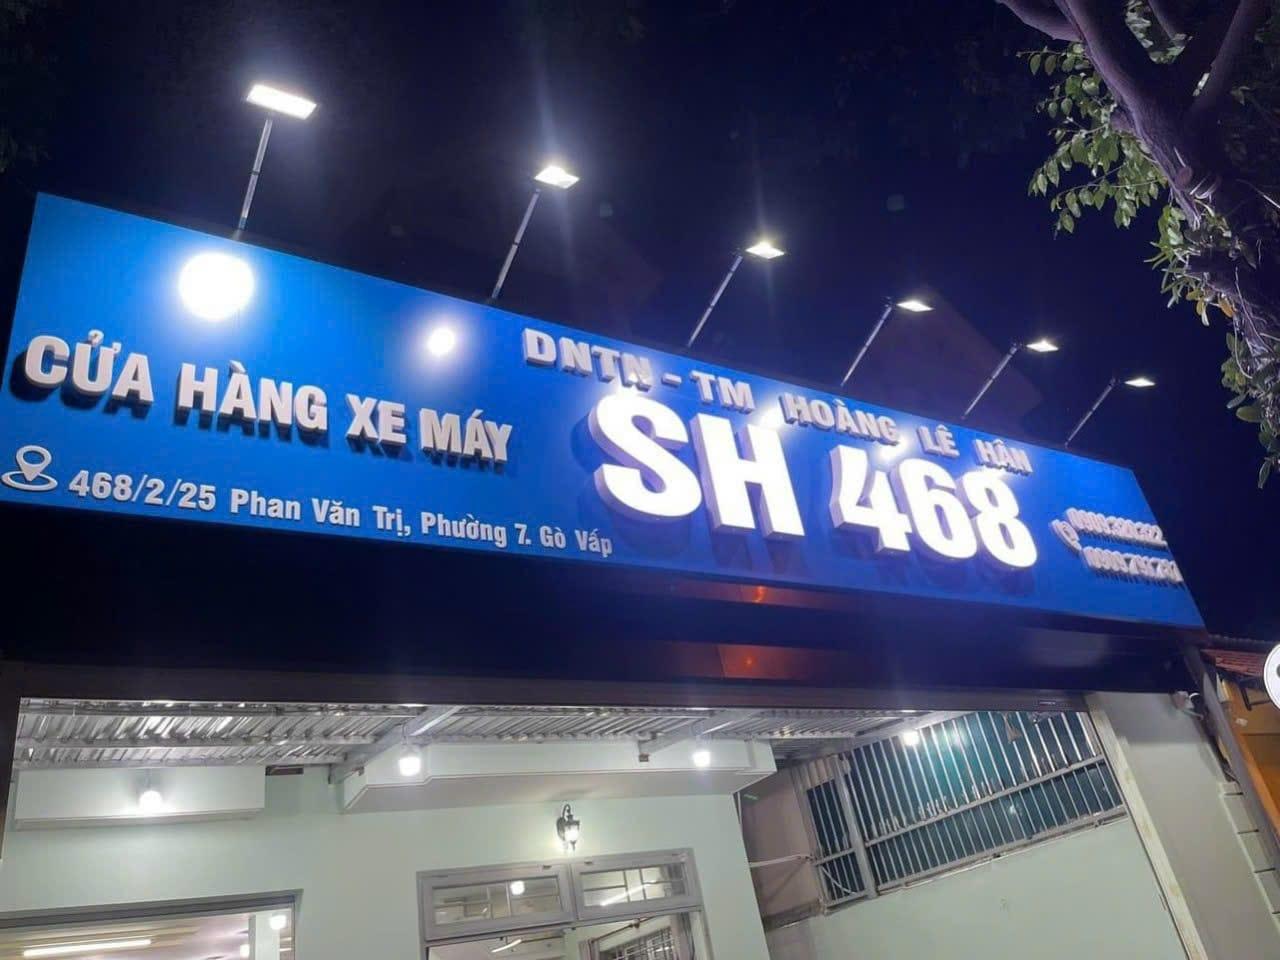 CỬA HÀNG XE MÁY
468/2/25 Phan Văn Trị, Phường 7. Gò Vấp
DNTN - TM HOÀNG LÊ HÂN
SH 468